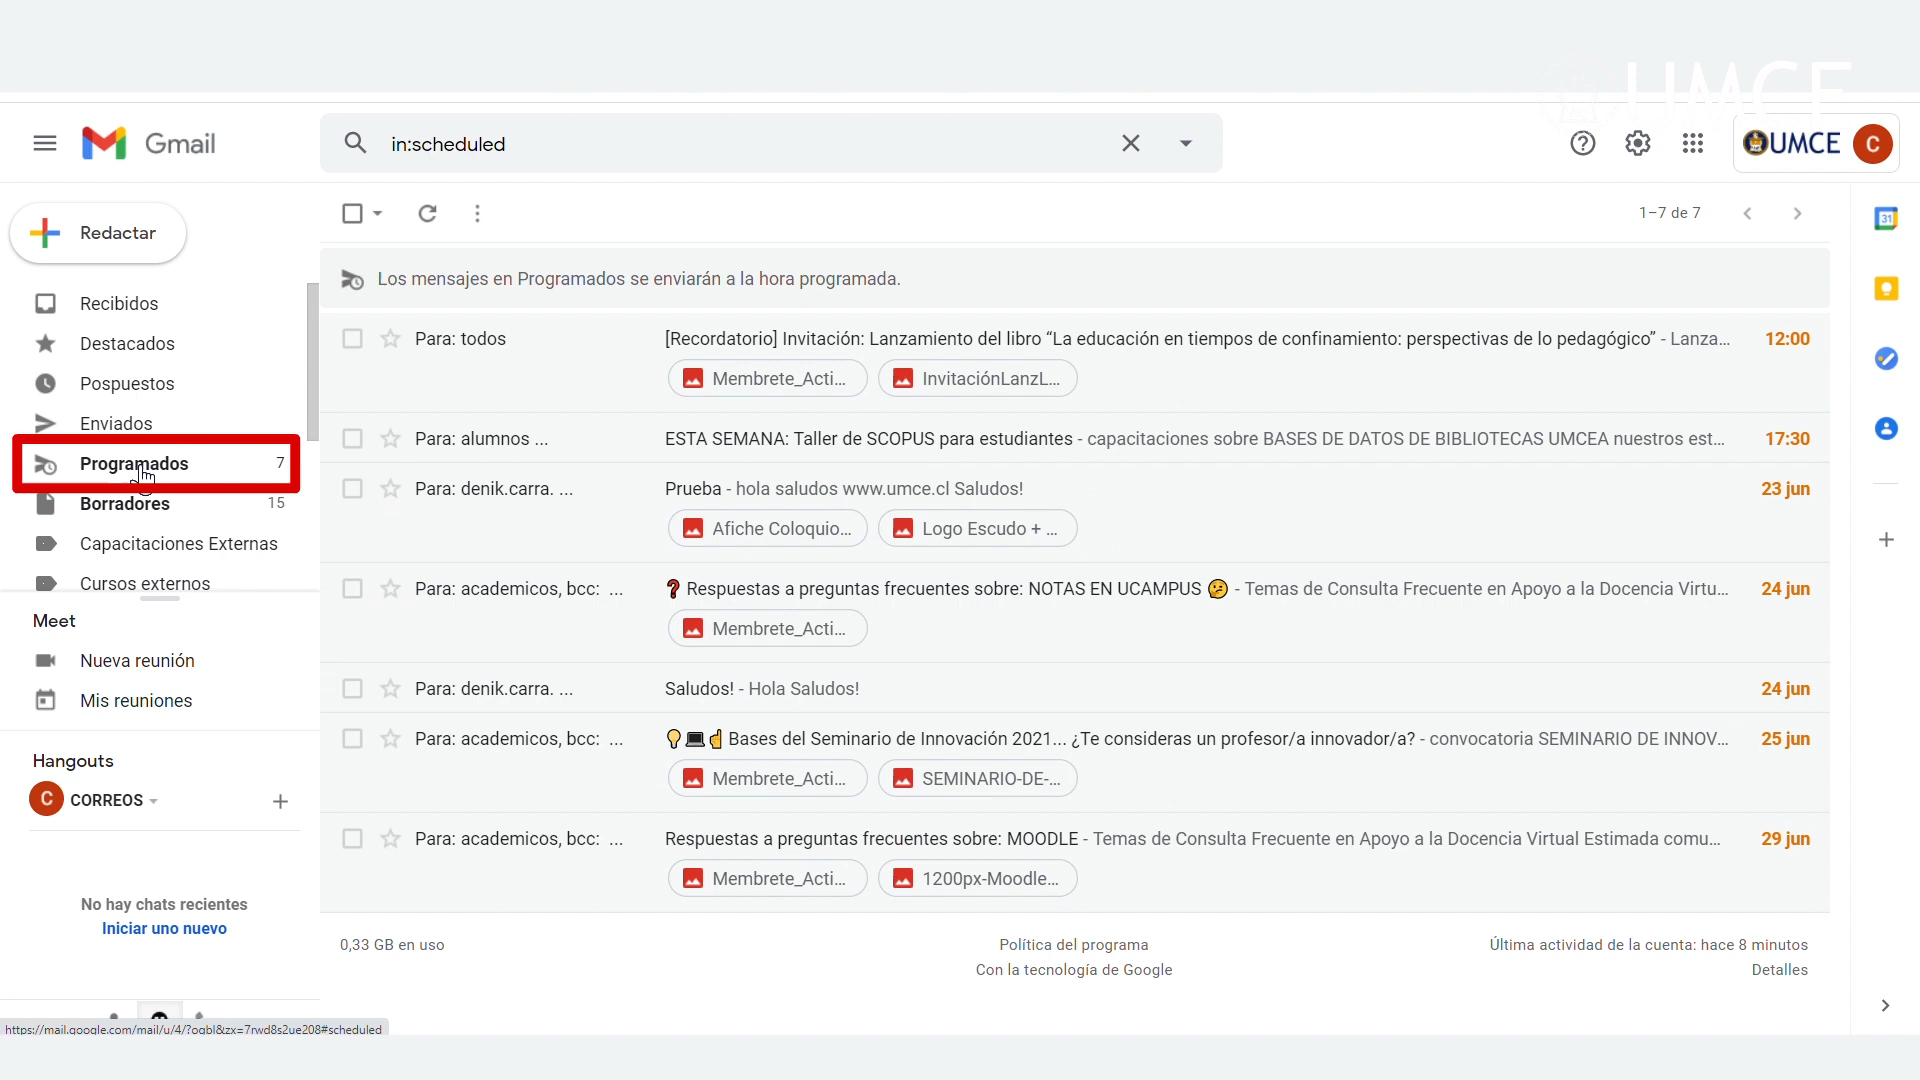 UMCE
Gmail
in:scheduled
UMCE
C
Redactar
1–7 de 7
31
Los mensajes en Programados se enviarán a la hora programada.
Recibidos
Destacados
Pospuestos
Enviados
Programados 7
Borradores 15
Capacitaciones Externas
Cursos externos
Para: todos [Recordatorio] Invitación: Lanzamiento del libro “La educación en tiempos de confinamiento: perspectivas de lo pedagógico” - Lanza... 12:00
Membrete_Acti... InvitaciónLanzL...
Para: alumnos ... ESTA SEMANA: Taller de SCOPUS para estudiantes - capacitaciones sobre BASES DE DATOS DE BIBLIOTECAS UMCEA nuestros est... 17:30
Para: denik.carra. ... Prueba - hola saludos www.umce.cl Saludos! 23 jun
Afiche Coloquio... Logo Escudo + ...
Para: academicos, bcc: ... ❓ Respuestas a preguntas frecuentes sobre: NOTAS EN UCAMPUS 🤔 - Temas de Consulta Frecuente en Apoyo a la Docencia Virtu... 24 jun
Membrete_Acti...
Para: denik.carra. ... Saludos! - Hola Saludos! 24 jun
Para: academicos, bcc: ... 💡💻☝ Bases del Seminario de Innovación 2021... ¿Te consideras un profesor/a innovador/a? - convocatoria SEMINARIO DE INNOV... 25 jun
Membrete_Acti... SEMINARIO-DE-...
Para: academicos, bcc: ... Respuestas a preguntas frecuentes sobre: MOODLE - Temas de Consulta Frecuente en Apoyo a la Docencia Virtual Estimada comu... 29 jun
Membrete_Acti... 1200px-Moodle...
Meet
Nueva reunión
Mis reuniones
Hangouts
C CORREOS
No hay chats recientes
Iniciar uno nuevo
0,33 GB en uso
Política del programa
Con la tecnología de Google
Última actividad de la cuenta: hace 8 minutos
Detalles
https://mail.google.com/mail/u/4/?ogbl&zx=7rwd8s2ue208#scheduled